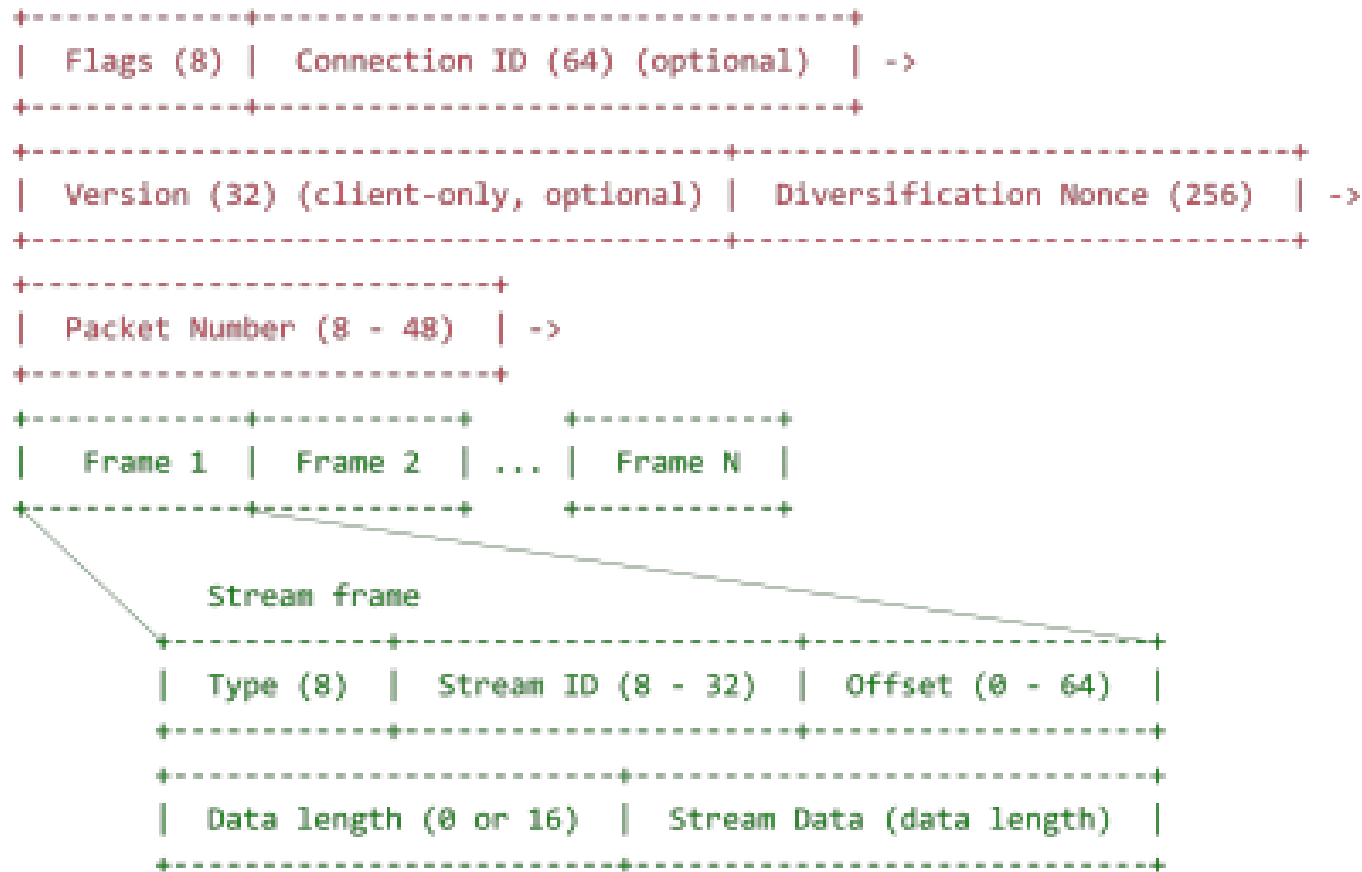 | Flags (8) | Connection ID (64) (optional) | ->
| Version (32) (client-only, optional) | Diversification Nonce (256) | ->
| Packet Number (8 - 48) | ->
| Frame 1 | Frame 2 | ... | Frame N |
Stream frame
| Type (8) | Stream ID (8 - 32) | Offset (0 - 64) |
| Data length (0 or 16) | Stream Data (data length) |